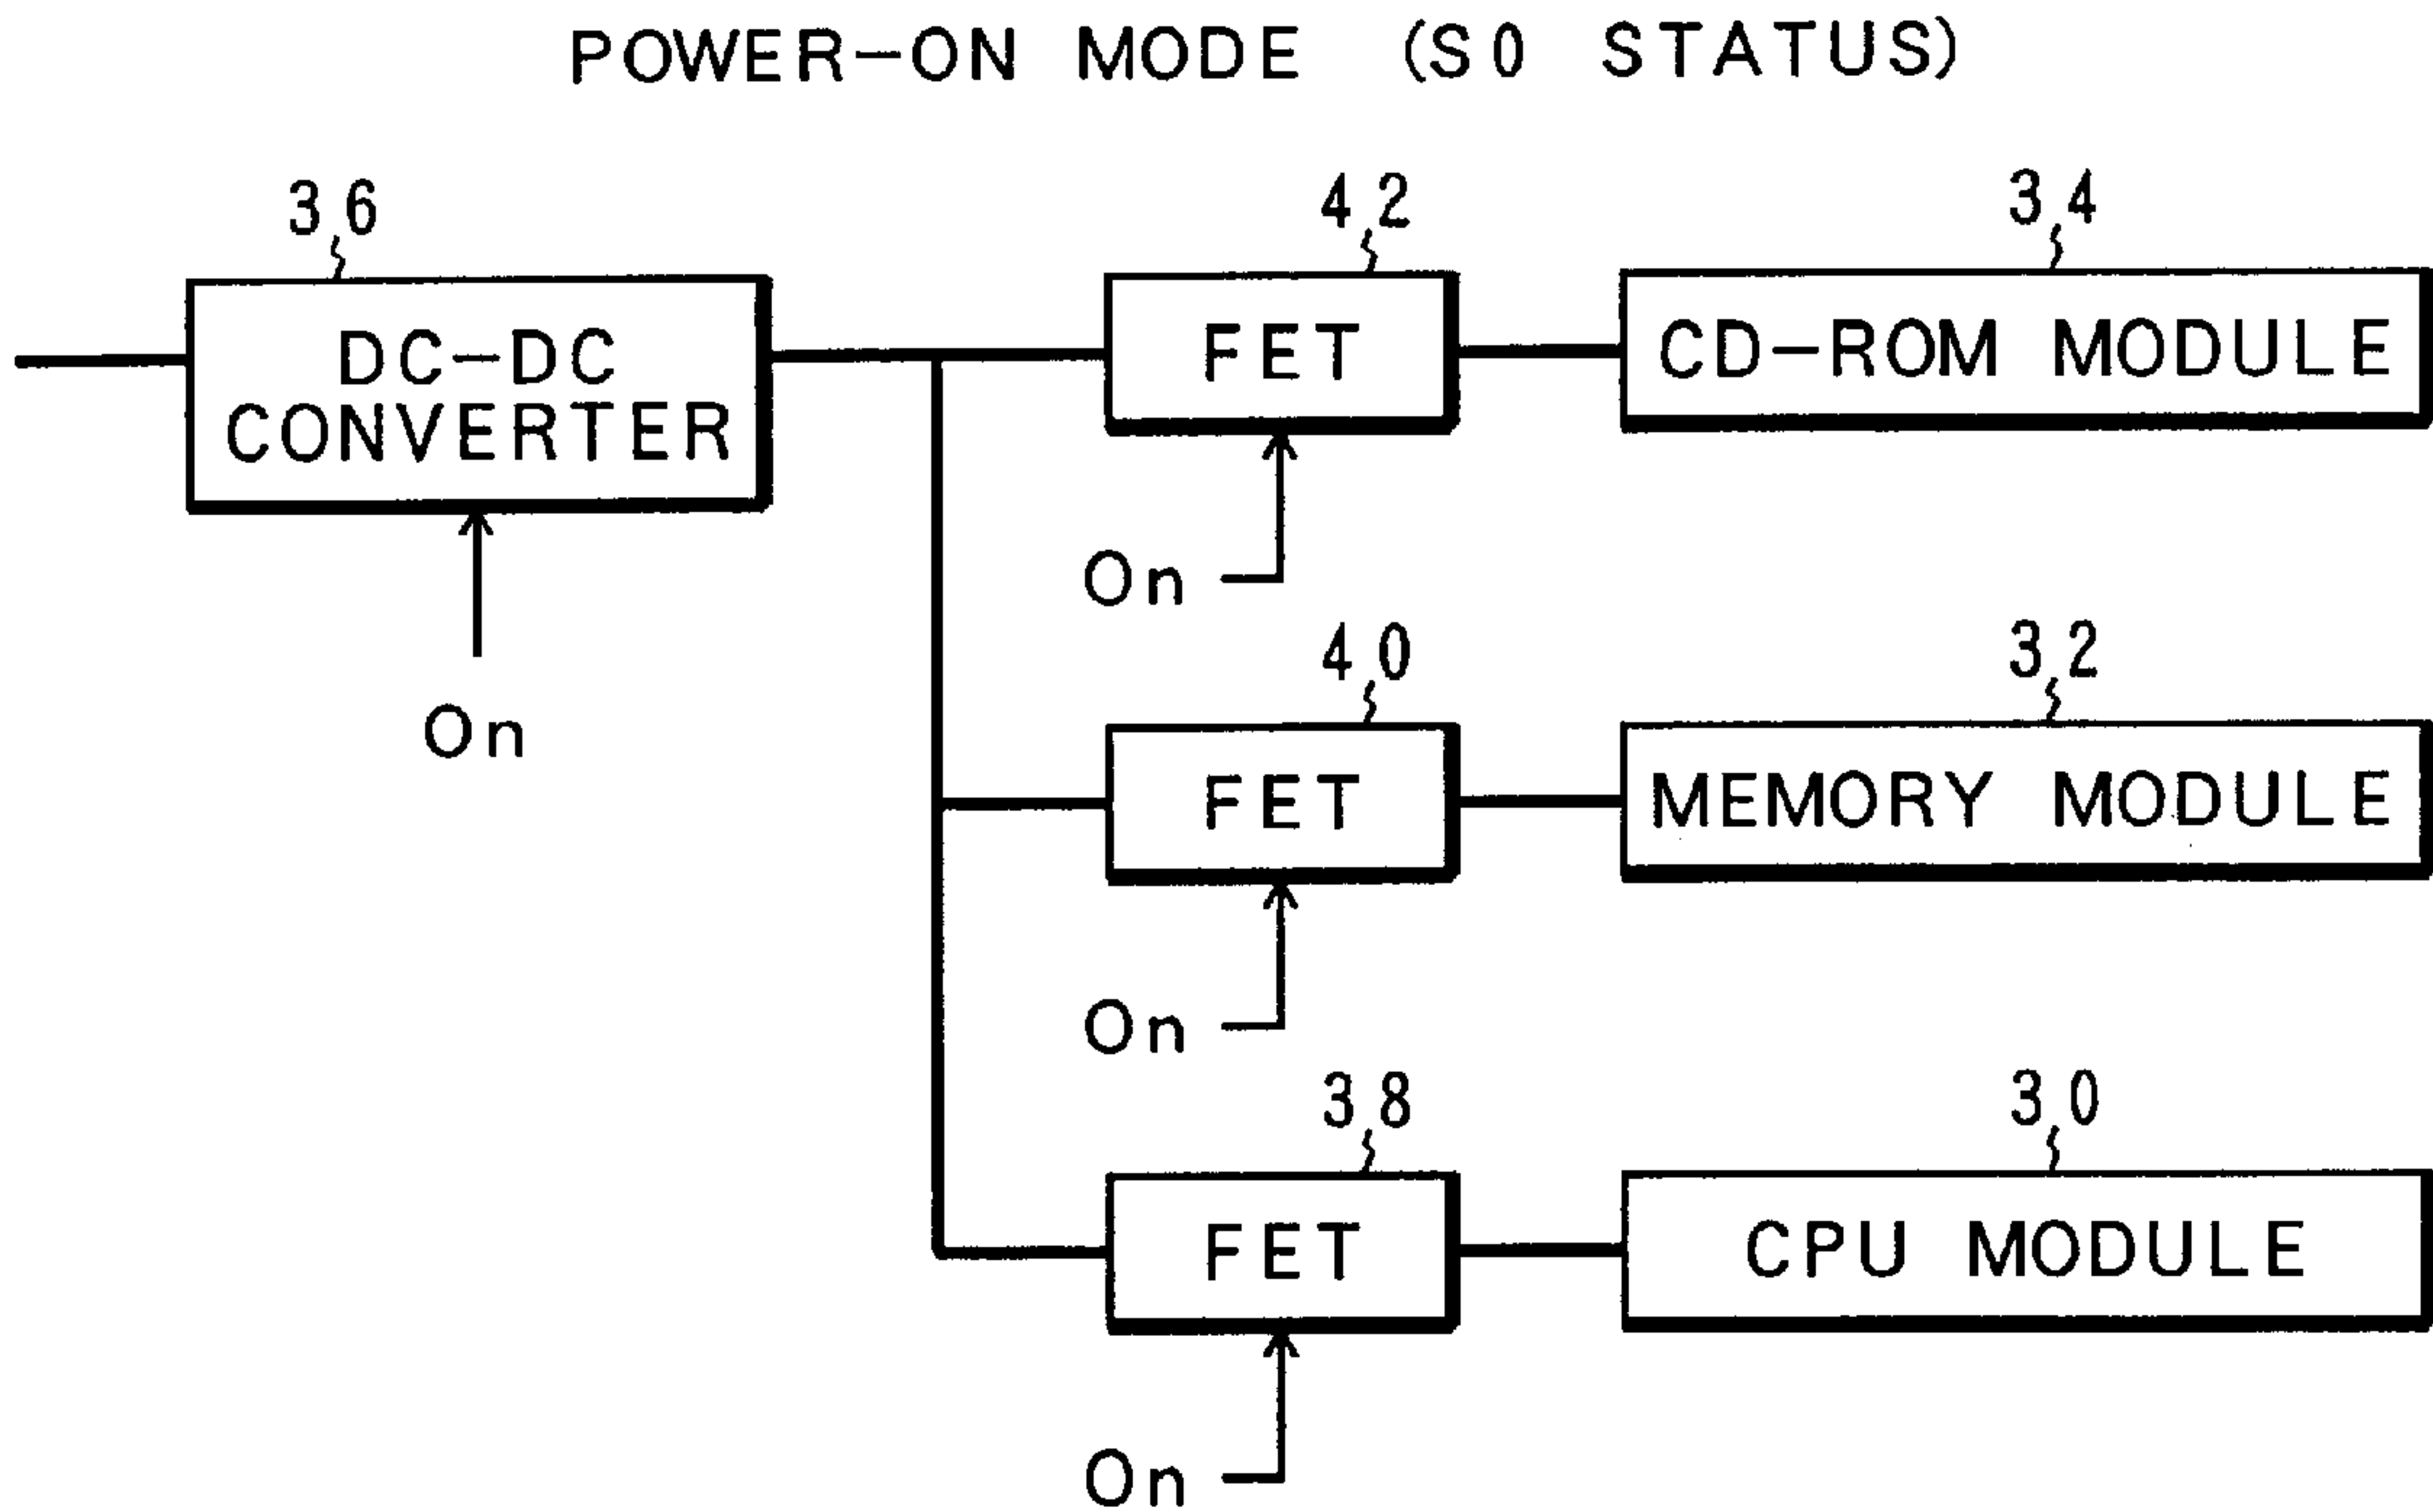 POWER-ON MODE (S0 STATUS)
36
42
34
DC-DC
CONVERTER
FET
CD-ROM MODULE
On
On
40
32
FET
MEMORY MODULE
On
38
30
FET
CPU MODULE
On